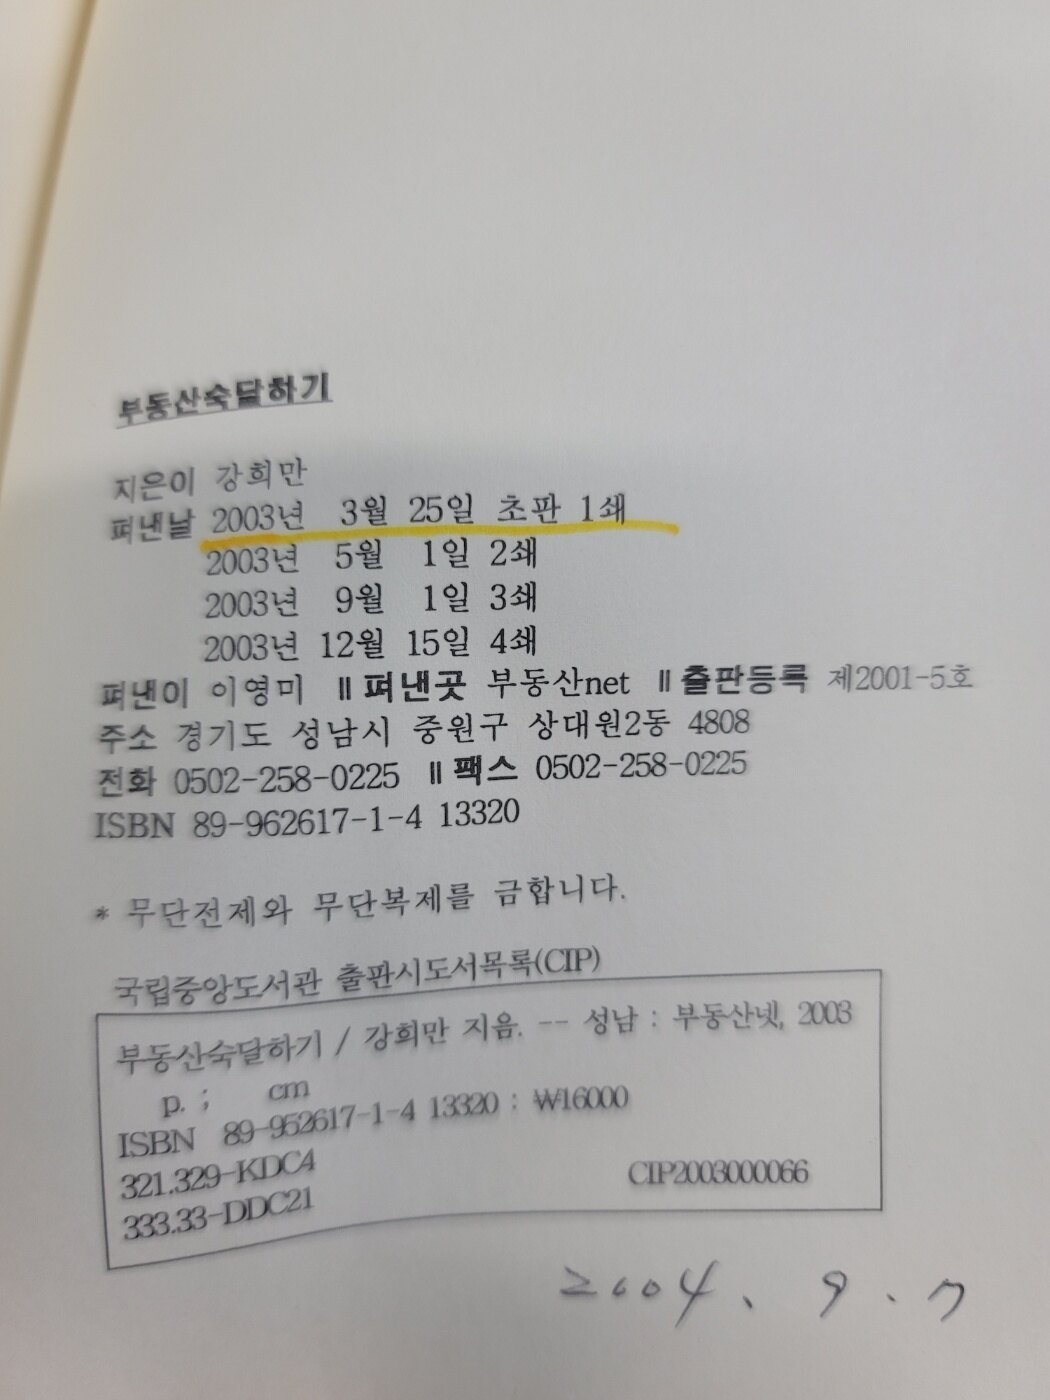 부동산숙달하기
지은이 강희만
펴낸날 2003년 3월 25일 초판 1쇄
2003년 5월 1일 2쇄
2003년 9월 1일 3쇄
2003년 12월 15일 4쇄
펴낸이 이영미 ∥펴낸곳 부동산net ∥출판등록 제2001-5호
주소 경기도 성남시 중원구 상대원2동 4808
전화 0502-258-0225 ∥팩스 0502-258-0225
ISBN 89-962617-1-4 13320
* 무단전제와 무단복제를 금합니다.
국립중앙도서관 출판시도서목록(CIP)
부동산숙달하기 / 강희만 지음. -- 성남 : 부동산넷, 2003
p. ; cm
ISBN 89-952617-1-4 13320 : ₩16000
321.329-KDC4
333.33-DDC21 CIP2003000066
2004. 9. 7